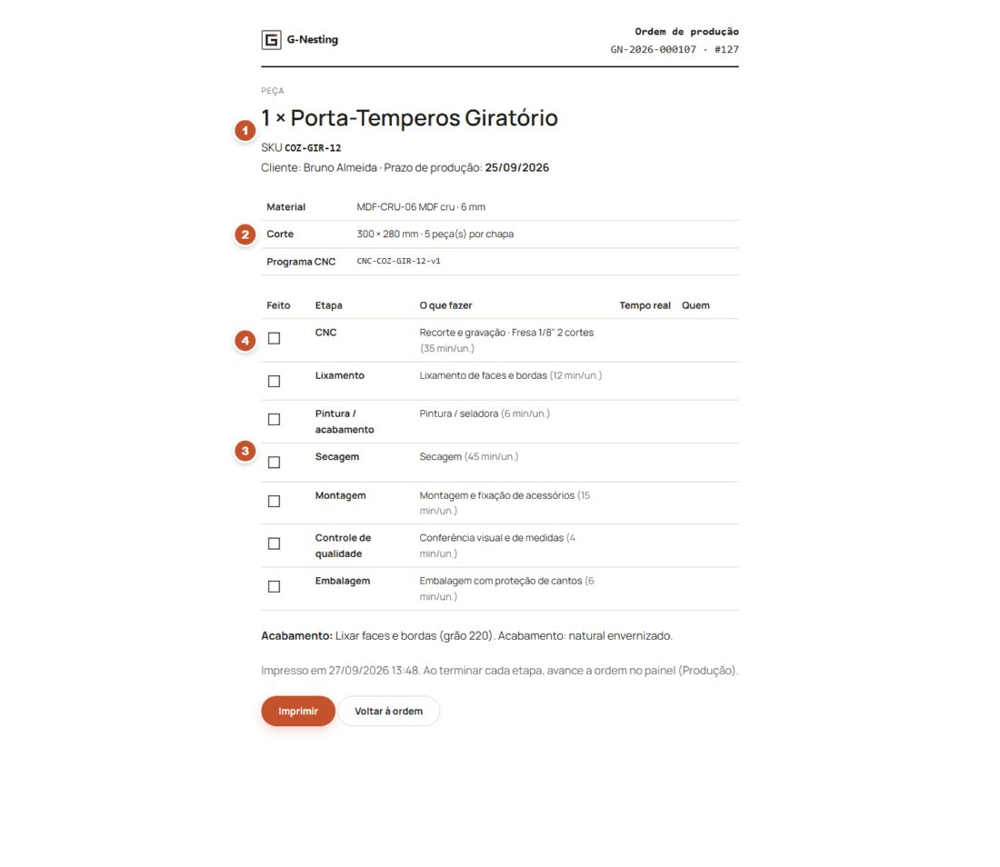 G-Nesting
Ordem de produção
GN-2026-000107 · #127
PEÇA
1
1 × Porta-Temperos Giratório
SKU COZ-GIR-12
Cliente: Bruno Almeida · Prazo de produção: 25/09/2026
Material MDF-CRU-06 MDF cru · 6 mm
2
Corte 300 × 280 mm · 5 peça(s) por chapa
Programa CNC CNC-COZ-GIR-12-v1
Feito Etapa O que fazer Tempo real Quem
4
CNC Recorte e gravação · Fresa 1/8" 2 cortes
(35 min/un.)
Lixamento Lixamento de faces e bordas (12 min/un.)
Pintura / Pintura / seladora (6 min/un.)
acabamento
3
Secagem Secagem (45 min/un.)
Montagem Montagem e fixação de acessórios (15
min/un.)
Controle de Conferência visual e de medidas (4
qualidade min/un.)
Embalagem Embalagem com proteção de cantos (6
min/un.)
Acabamento: Lixar faces e bordas (grão 220). Acabamento: natural envernizado.
Impresso em 27/09/2026 13:48. Ao terminar cada etapa, avance a ordem no painel (Produção).
Imprimir Voltar à ordem